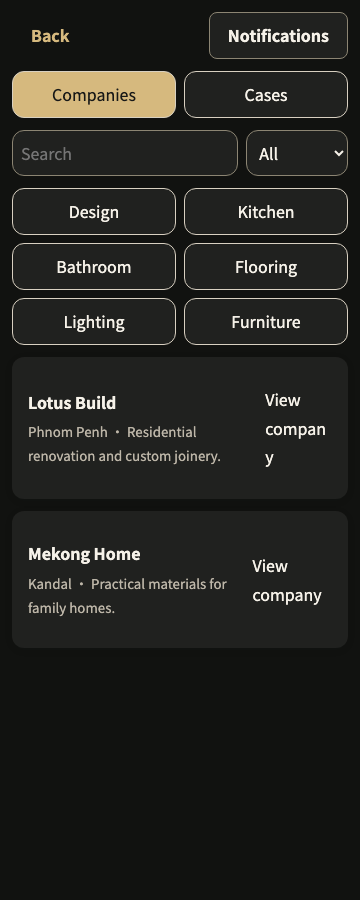 Back
Notifications
Companies
Cases
Search
All
Design
Kitchen
Bathroom
Flooring
Lighting
Furniture
Lotus Build
Phnom Penh • Residential
renovation and custom joinery.
View
compan
y
Mekong Home
Kandal • Practical materials for
family homes.
View
company